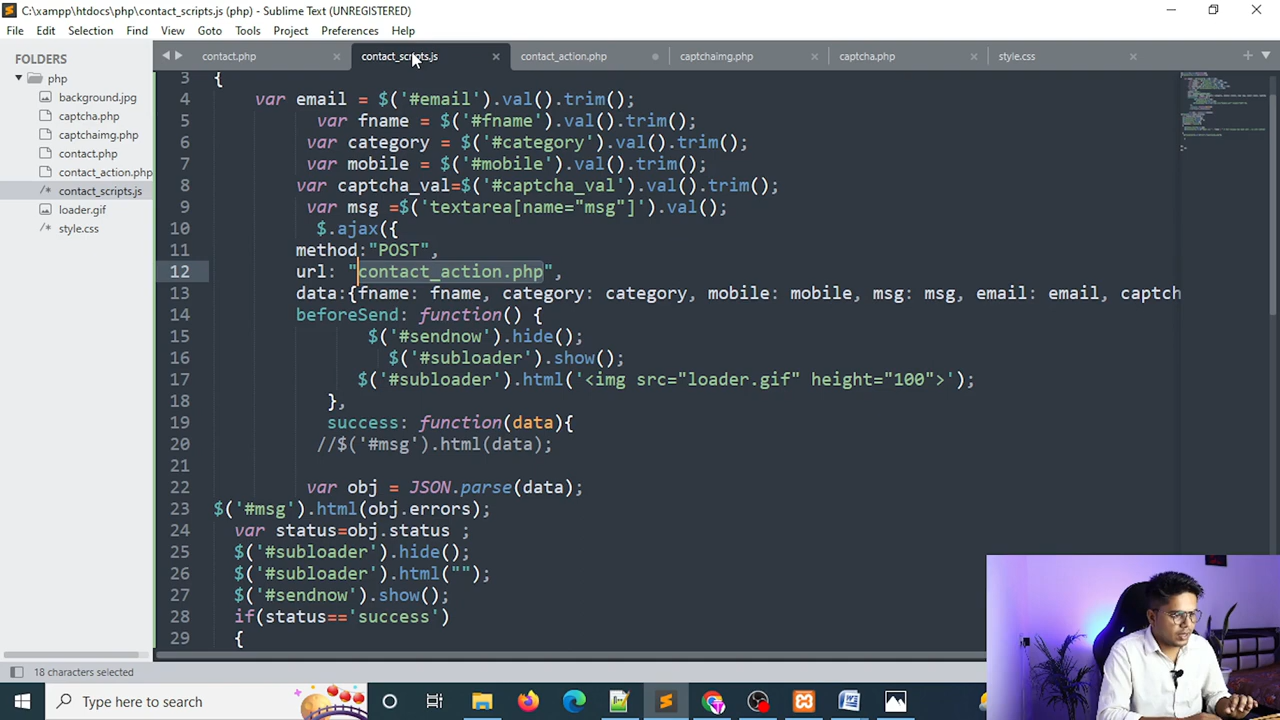 C:\xampp\htdocs\php\contact_scripts.js (php) - Sublime Text (UNREGISTERED)
File Edit Selection Find View Goto Tools Project Preferences Help
FOLDERS
php
background.jpg
captcha.php
captchaimg.php
contact.php
contact_action.php
contact_scripts.js
loader.gif
style.css
contact.php contact_scripts.js contact_action.php captchaimg.php captcha.php style.css
3 {
4 var email = $('#email').val().trim();
5 var fname = $('#fname').val().trim();
6 var category = $('#category').val().trim();
7 var mobile = $('#mobile').val().trim();
8 var captcha_val=$('#captcha_val').val().trim();
9 var msg =$('textarea[name="msg"]').val();
10 $.ajax({
11 method:"POST",
12 url: "contact_action.php",
13 data:{fname: fname, category: category, mobile: mobile, msg: msg, email: email, captch
14 beforeSend: function() {
15 $('#sendnow').hide();
16 $('#subloader').show();
17 $('#subloader').html('<img src="loader.gif" height="100">');
18 },
19 success: function(data){
20 //$('#msg').html(data);
21
22 var obj = JSON.parse(data);
23 $('#msg').html(obj.errors);
24 var status=obj.status ;
25 $('#subloader').hide();
26 $('#subloader').html("");
27 $('#sendnow').show();
28 if(status=='success')
29 {
18 characters selected
Type here to search